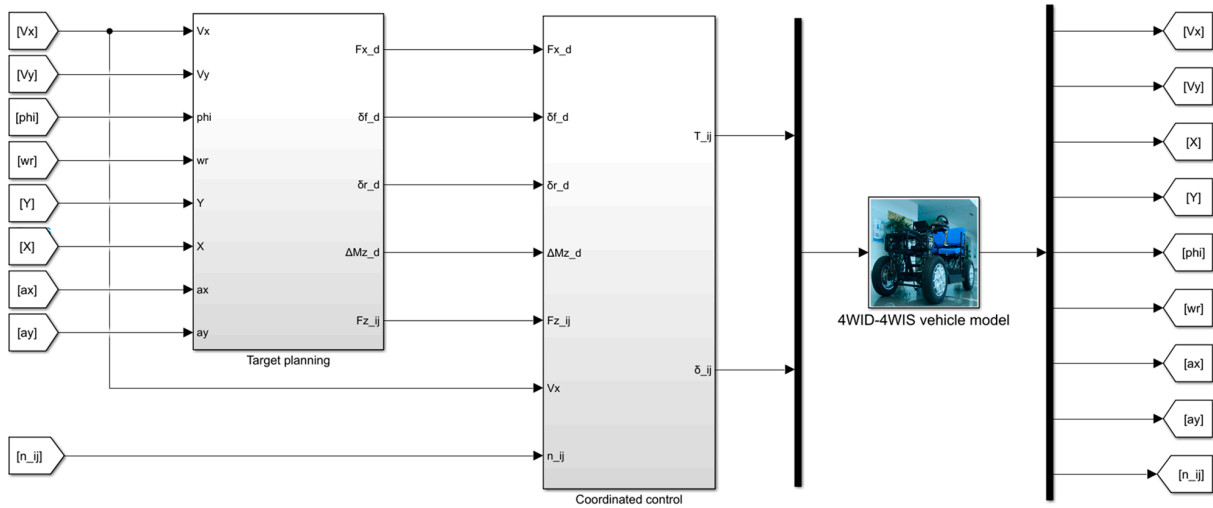 [Vx]
[Vy]
[phi]
[wr]
[Y]
[X]
[ax]
[ay]
[n_ij]
Vx
Vy
phi
wr
Y
X
ax
ay
Fx_d
δf_d
δr_d
ΔMz_d
Fz_ij
Target planning
Fx_d
δf_d
δr_d
ΔMz_d
Fz_ij
Vx
n_ij
T_ij
δ_ij
Coordinated control
4WID-4WIS vehicle model
[Vx]
[Vy]
[X]
[Y]
[phi]
[wr]
[ax]
[ay]
[n_ij]